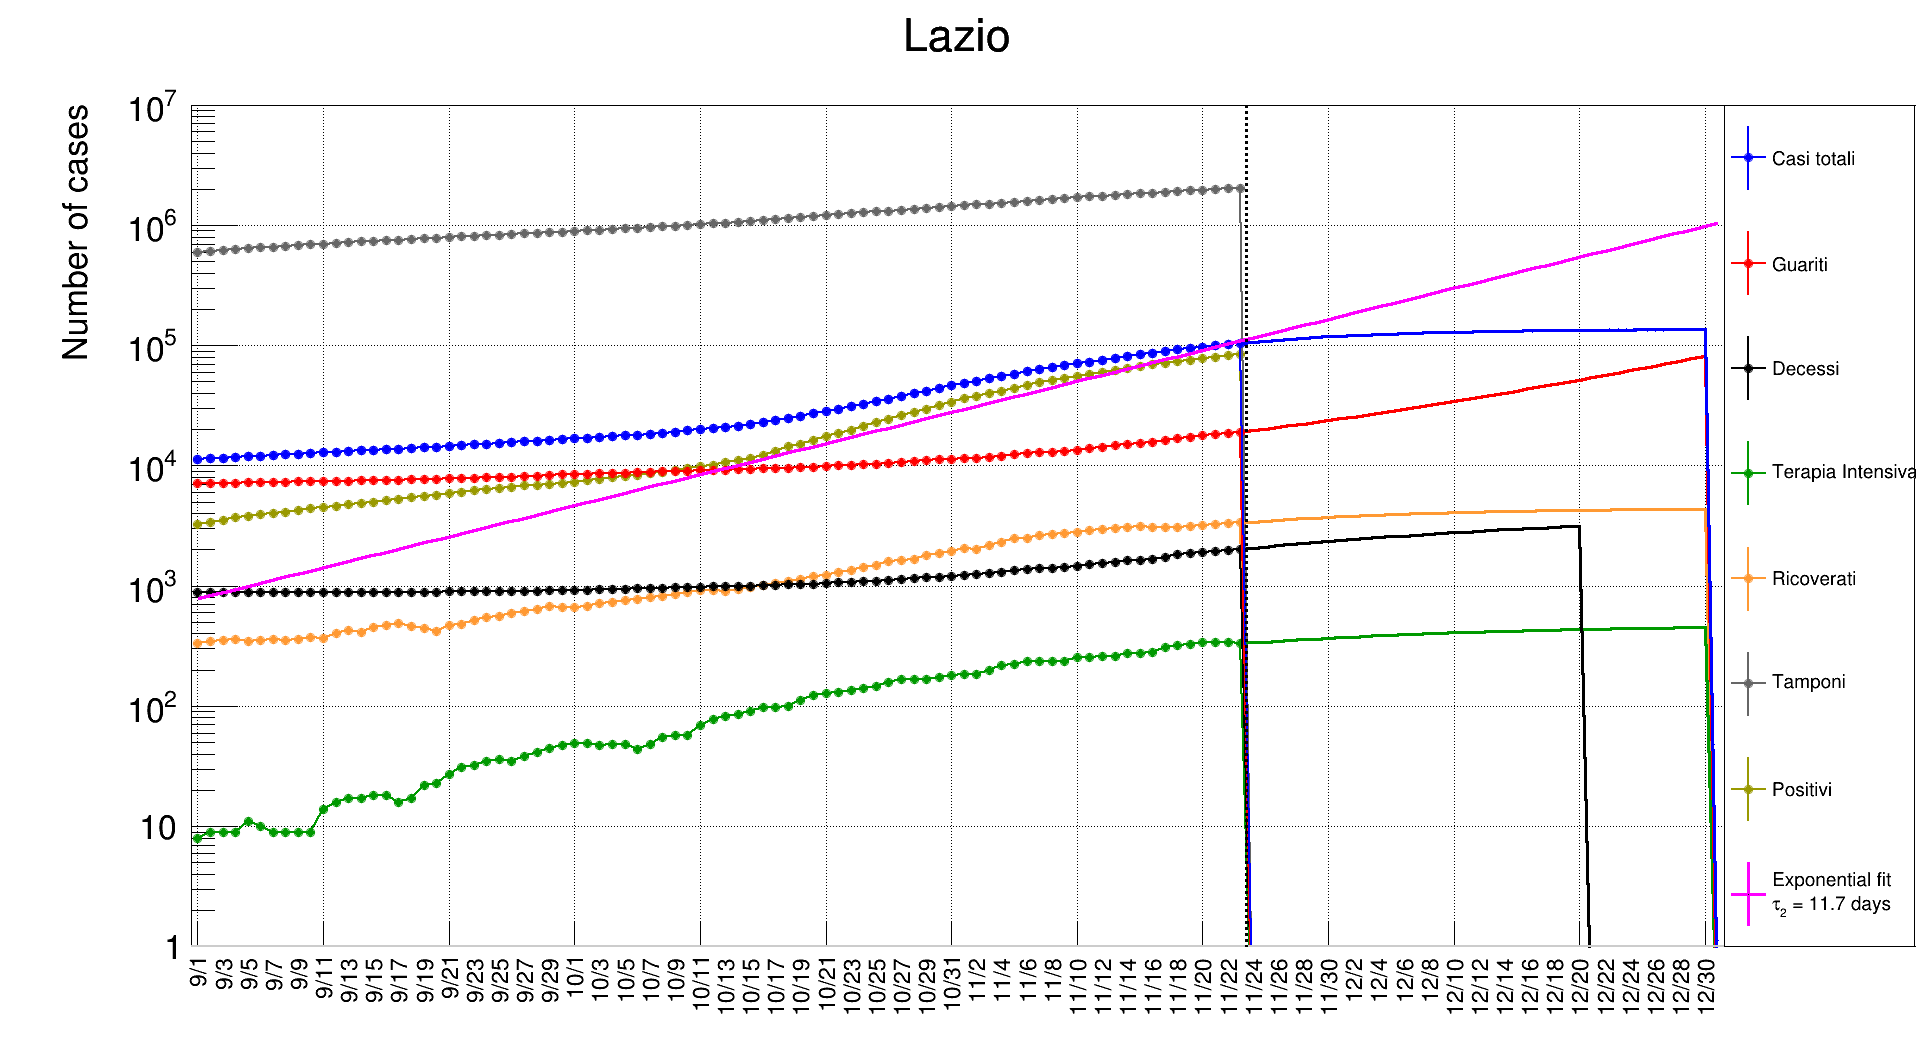 Lazio
Number of cases
10^7
10^6
10^5
10^4
10^3
10^2
10
1
9/1 9/3 9/5 9/7 9/9 9/11 9/13 9/15 9/17 9/19 9/21 9/23 9/25 9/27 9/29 10/1 10/3 10/5 10/7 10/9 10/11 10/13 10/15 10/17 10/19 10/21 10/23 10/25 10/27 10/29 10/31 11/2 11/4 11/6 11/8 11/10 11/12 11/14 11/16 11/18 11/20 11/22 11/24 11/26 11/28 11/30 12/2 12/4 12/6 12/8 12/10 12/12 12/14 12/16 12/18 12/20 12/22 12/24 12/26 12/28 12/30
Casi totali
Guariti
Decessi
Terapia Intensiva
Ricoverati
Tamponi
Positivi
Exponential fit
τ₂ = 11.7 days